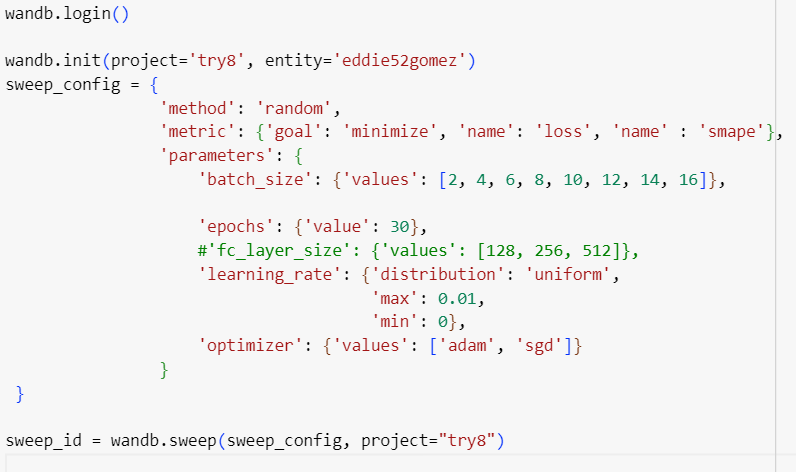 wandb.login()
wandb.init(project='try8', entity='eddie52gomez')
sweep_config = {
'method': 'random',
'metric': {'goal': 'minimize', 'name': 'loss', 'name' : 'smape'},
'parameters': {
'batch_size': {'values': [2, 4, 6, 8, 10, 12, 14, 16]},
'epochs': {'value': 30},
#'fc_layer_size': {'values': [128, 256, 512]},
'learning_rate': {'distribution': 'uniform',
'max': 0.01,
'min': 0},
'optimizer': {'values': ['adam', 'sgd']}
}
}
sweep_id = wandb.sweep(sweep_config, project="try8")